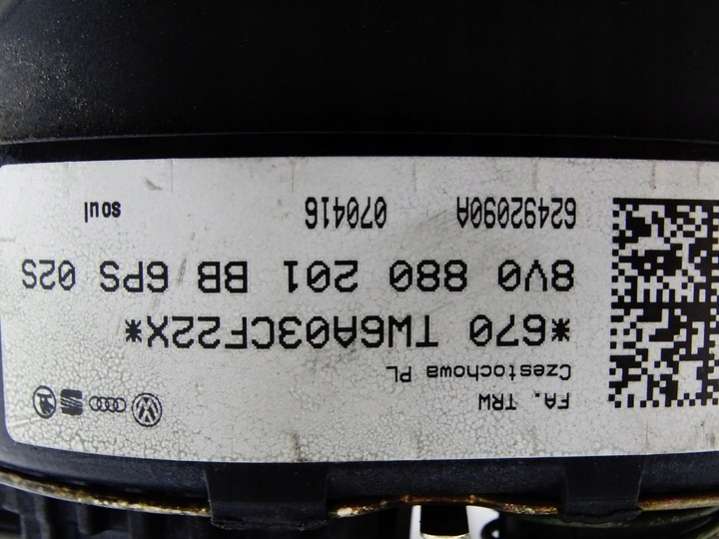 FA. TRW
Czestochowa PL
*670 TW6A03CF22X*
8V0 880 201 BB 6PS 02S
62492090A 070416 soul